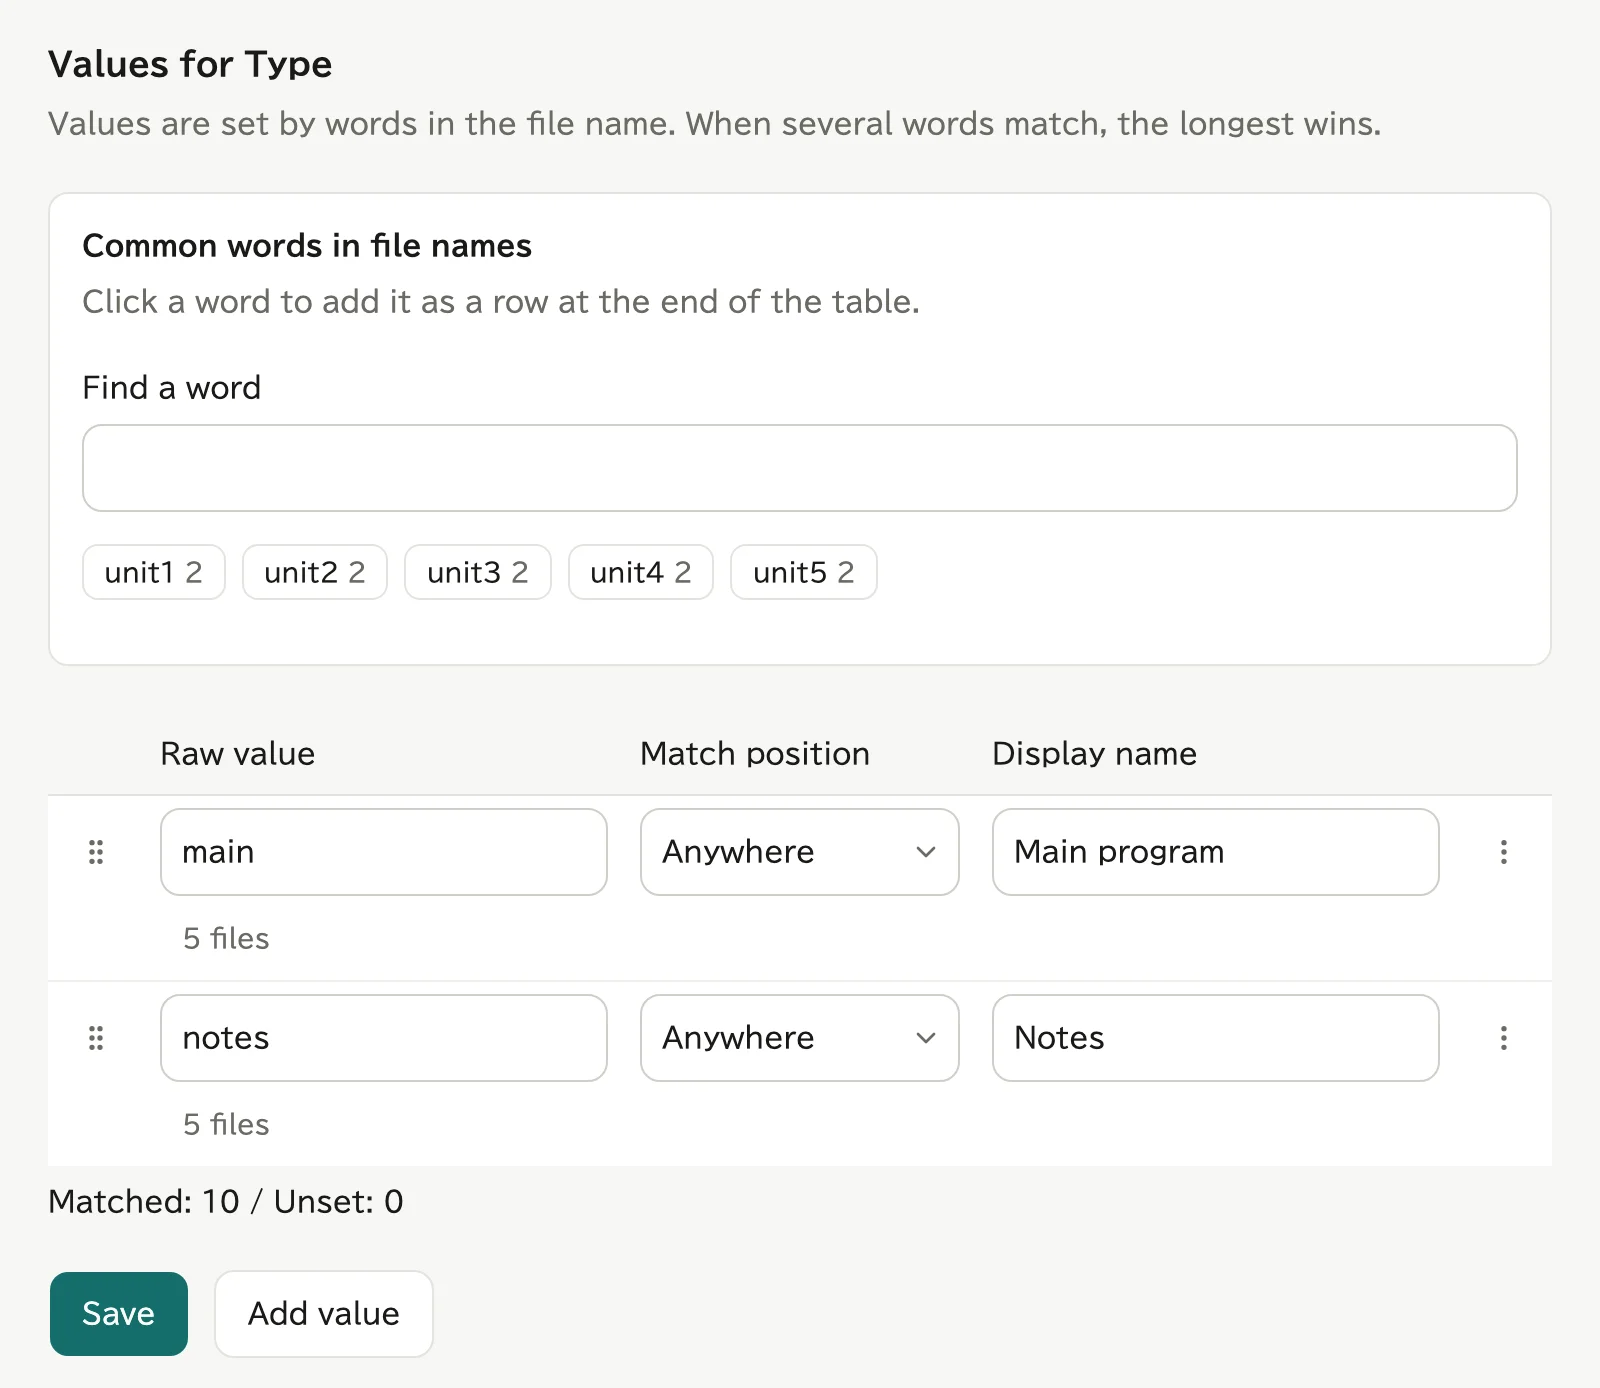 Values for Type
Values are set by words in the file name. When several words match, the longest wins.
Common words in file names
Click a word to add it as a row at the end of the table.
Find a word
unit1 2 unit2 2 unit3 2 unit4 2 unit5 2
Raw value Match position Display name
main Anywhere Main program
5 files
notes Anywhere Notes
5 files
Matched: 10 / Unset: 0
Save Add value